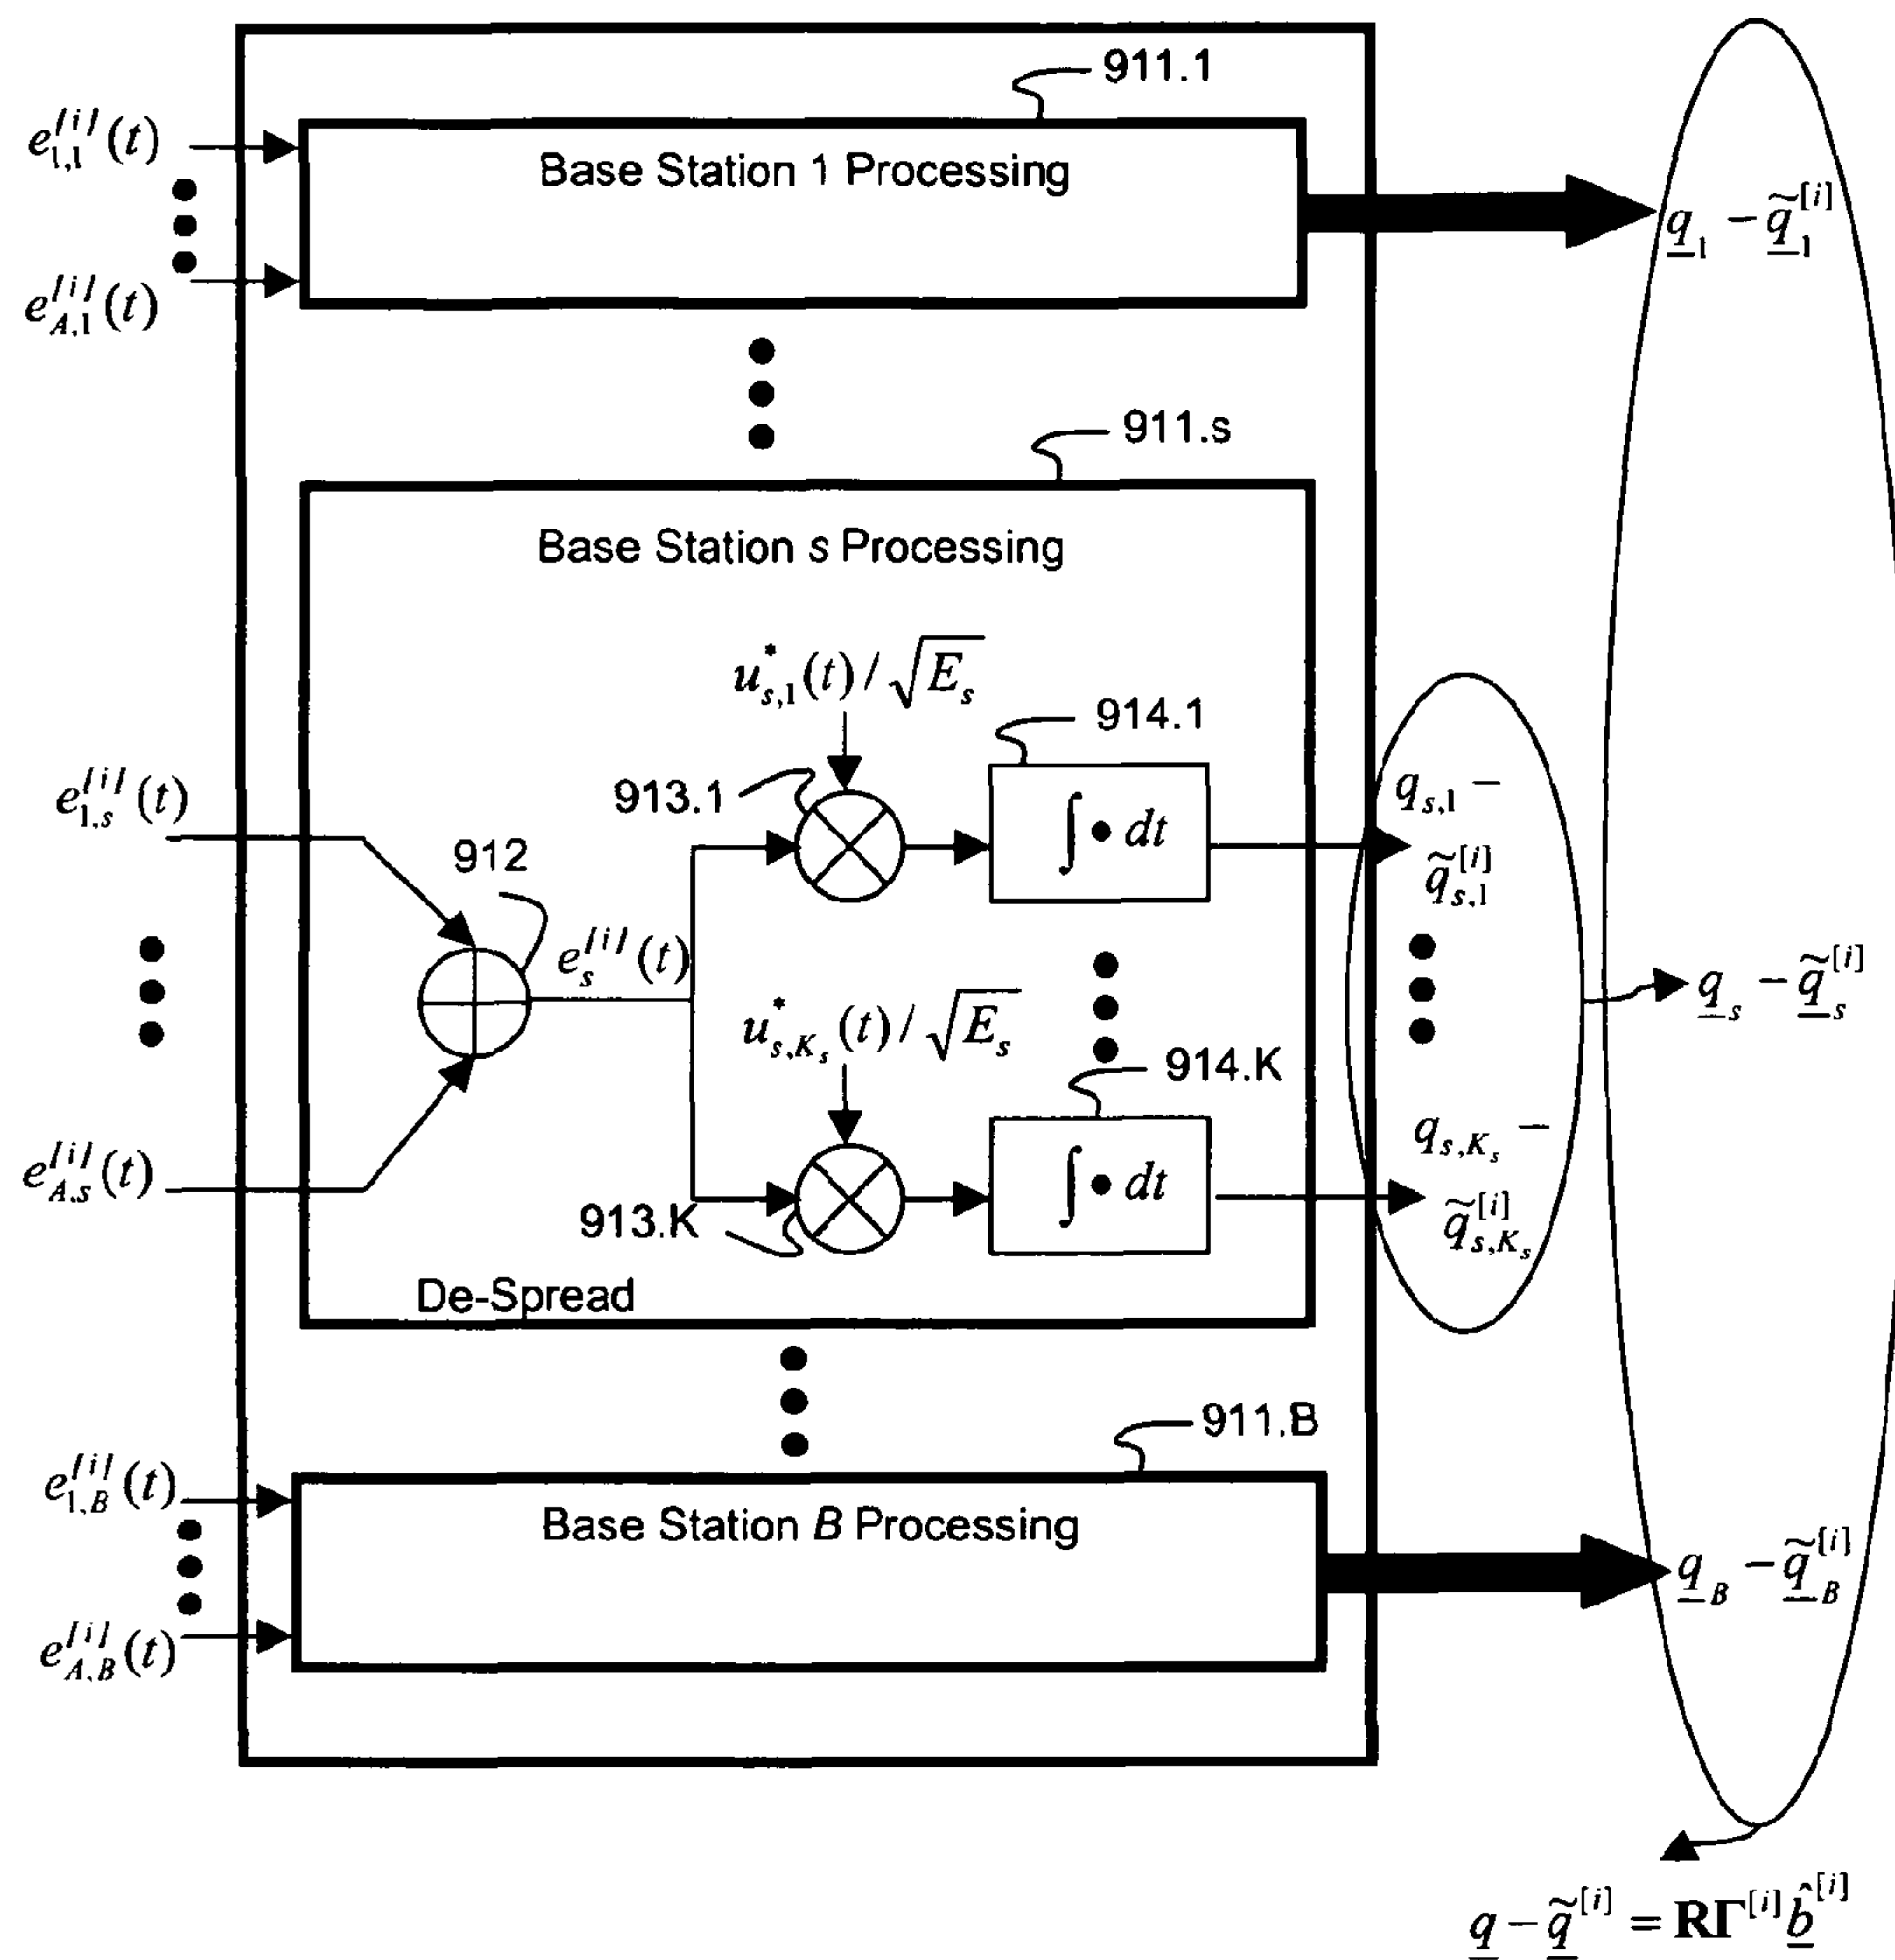 911.1
e_{1,1}^{[i]}(t)
Base Station 1 Processing
q_1 − q̃_1^{[i]}
e_{A,1}^{[i]}(t)
911.s
Base Station s Processing
u*_{s,1}(t) / √E_s
914.1
913.1
e_{1,s}^{[i]}(t)
∫ • dt
q_{s,1} −
q̃_{s,1}^{[i]}
912
e_s^{[i]}(t)
q_s − q̃_s^{[i]}
u*_{s,K_s}(t) / √E_s
914.K
e_{A,s}^{[i]}(t)
913.K
∫ • dt
q_{s,K_s} −
q̃_{s,K_s}^{[i]}
De-Spread
911.B
e_{1,B}^{[i]}(t)
Base Station B Processing
q_B − q̃_B^{[i]}
e_{A,B}^{[i]}(t)
q − q̃^{[i]} = RΓ^{[i]} b̂^{[i]}